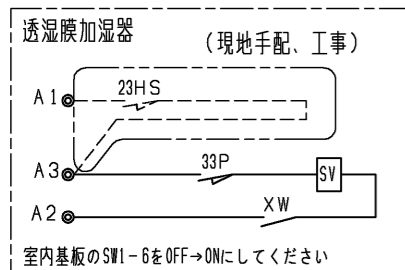 透湿膜加湿器
(現地手配、工事)
A1
23HS
A3
33P
SV
A2
XW
室内基板のSW1-6をOFF→ONにしてください